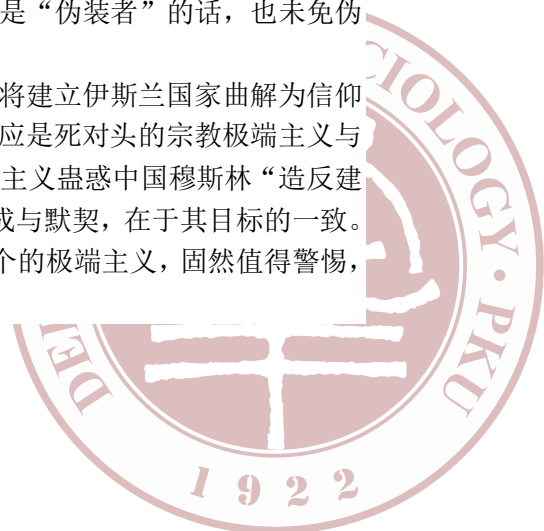 是“伪装者”的话，也未免伪
将建立伊斯兰国家曲解为信仰
应是死对头的宗教极端主义与
主义蛊惑中国穆斯林“造反建
成与默契，在于其目标的一致。
个的极端主义，固然值得警惕，
CIOLOGY · PKU
DE
1922